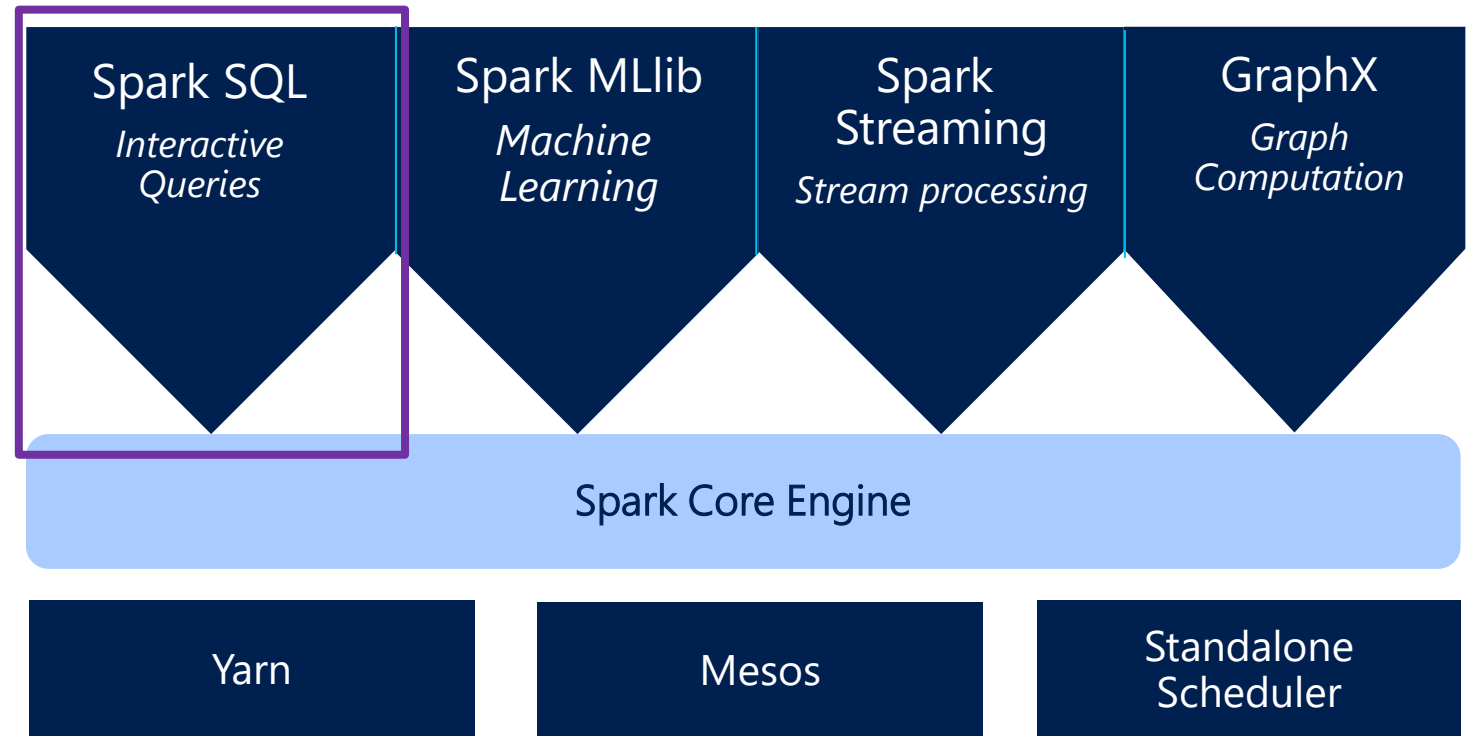 Spark SQL
Interactive
Queries
Spark MLlib
Machine
Learning
Spark
Streaming
Stream processing
GraphX
Graph
Computation
Spark Core Engine
Yarn
Mesos
Standalone
Scheduler